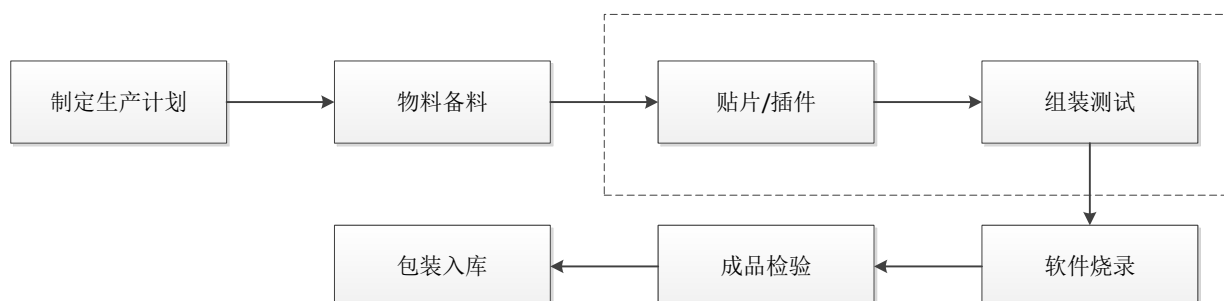 制定生产计划
物料备料
贴片/插件
组装测试
包装入库
成品检验
软件烧录